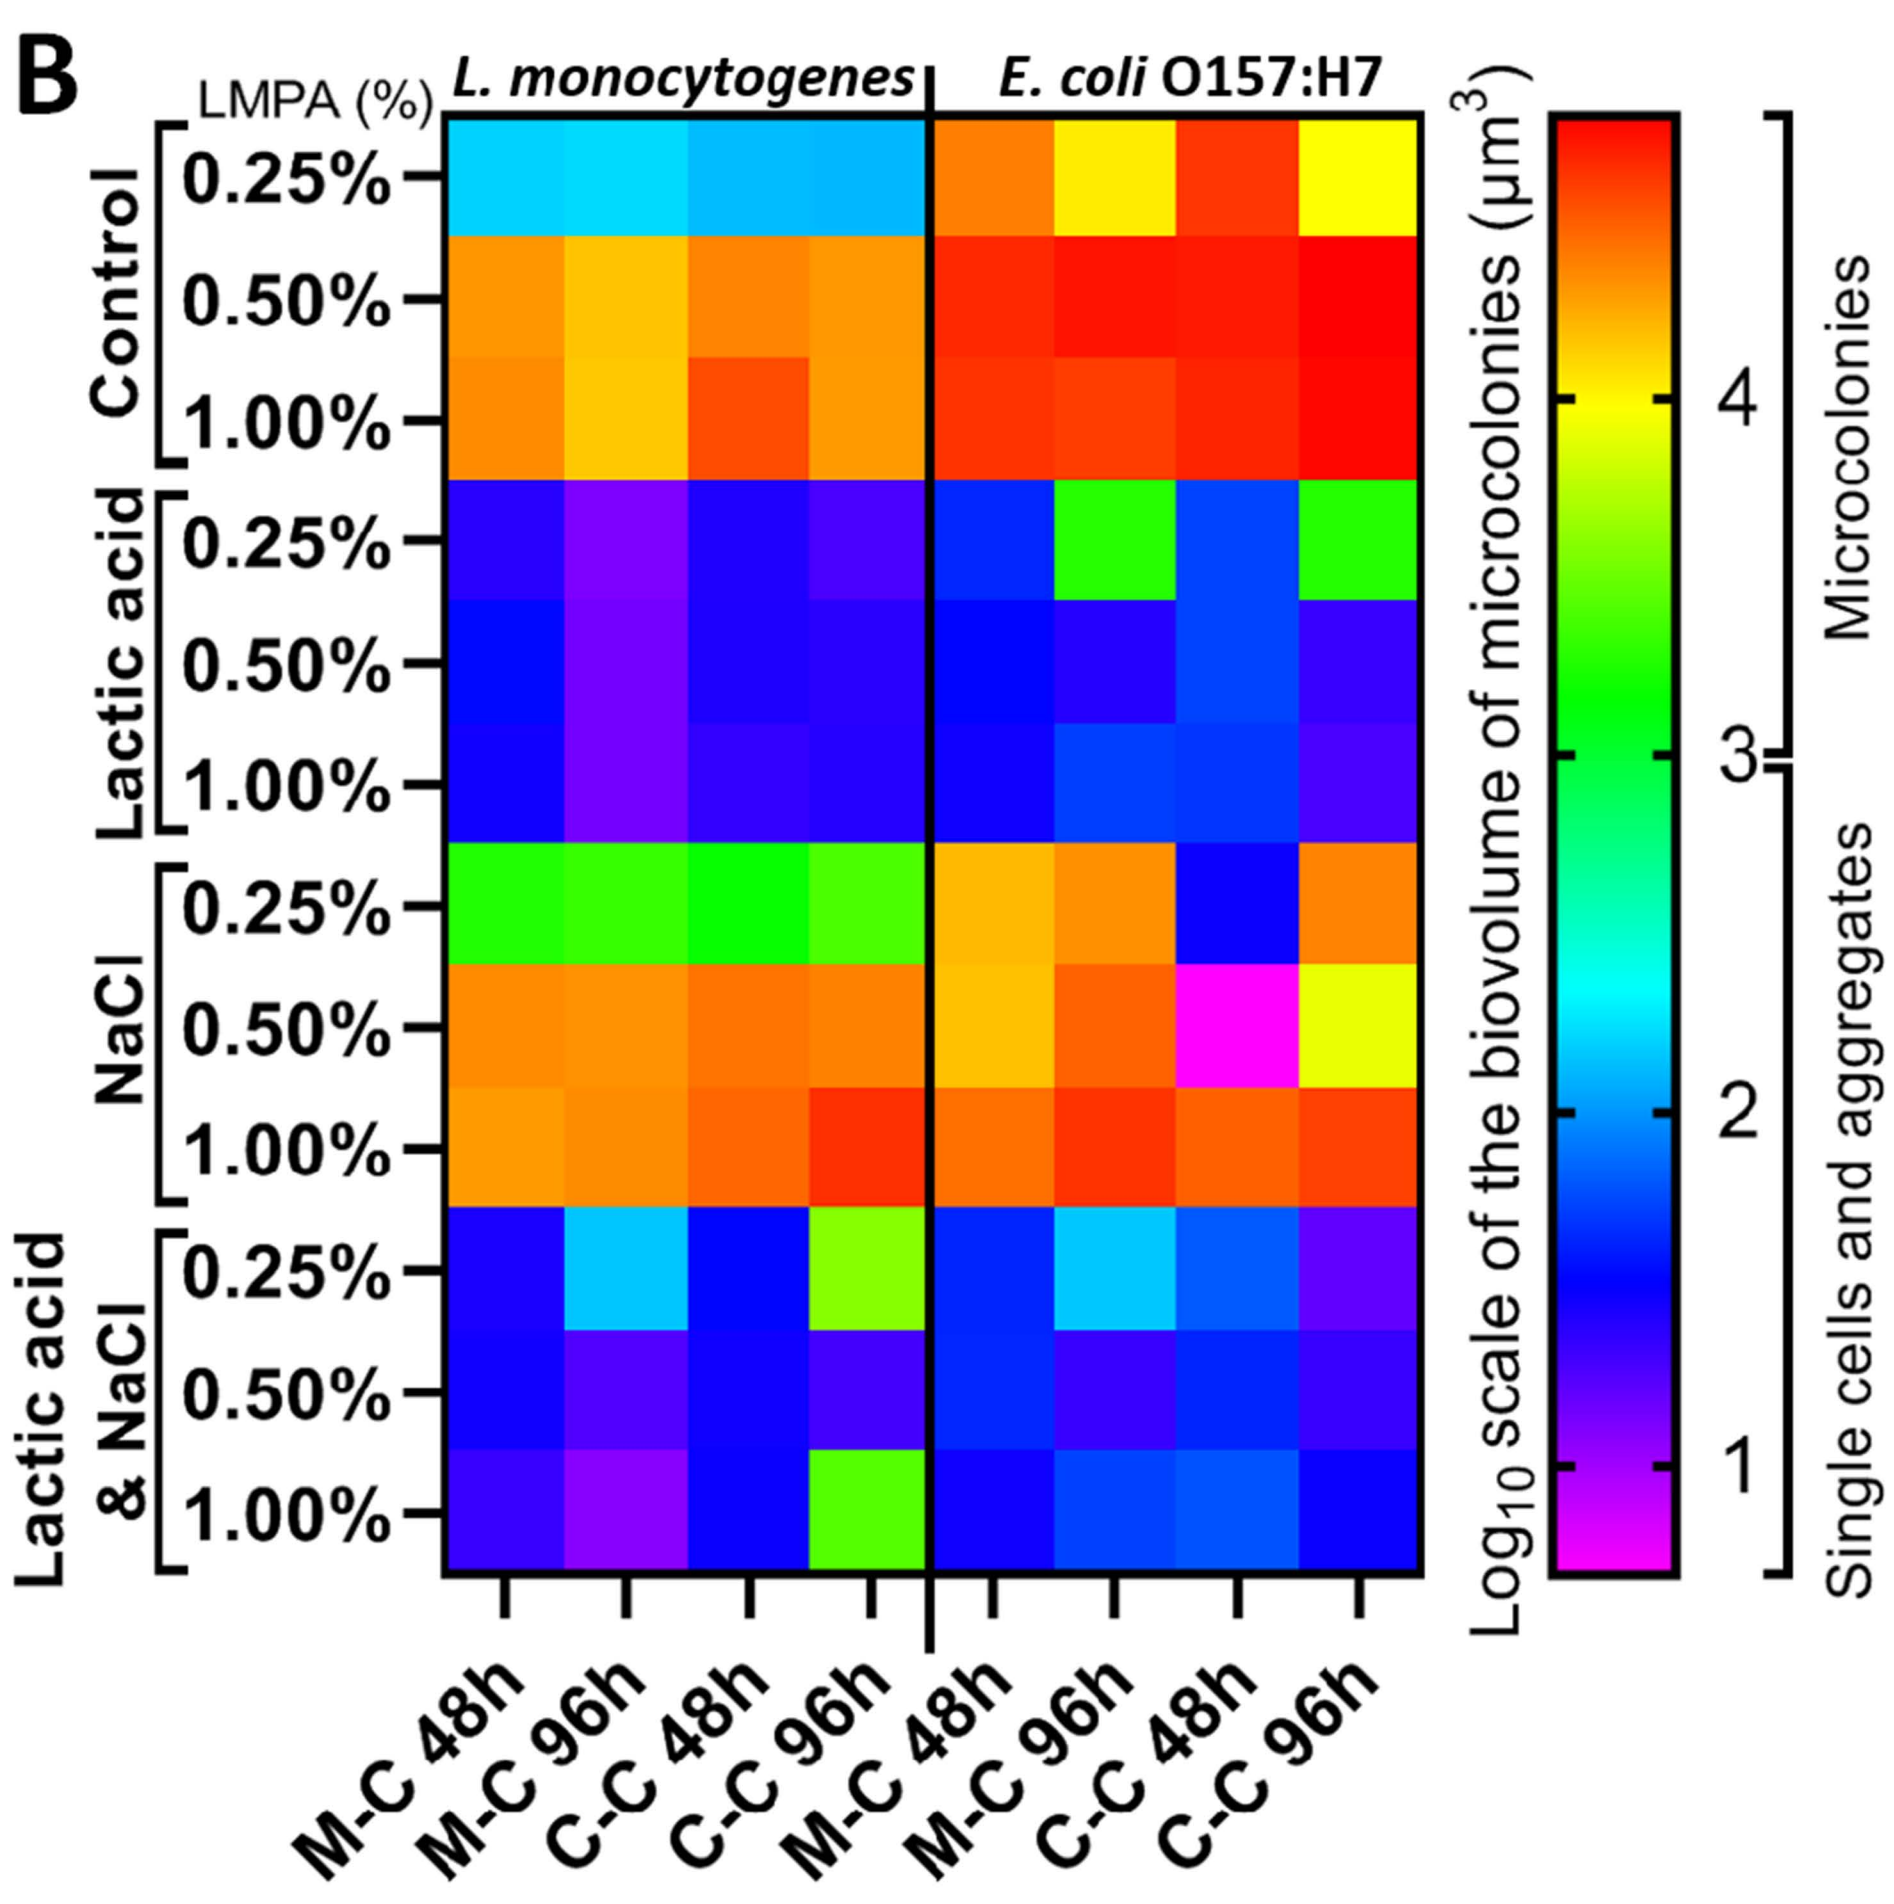 B
LMPA (%)
L. monocytogenes
E. coli O157:H7
Control
0.25%
0.50%
1.00%
Lactic acid
0.25%
0.50%
1.00%
NaCl
0.25%
0.50%
1.00%
Lactic acid
& NaCl
0.25%
0.50%
1.00%
M-C 48h
M-C 96h
C-C 48h
C-C 96h
M-C 48h
M-C 96h
C-C 48h
C-C 96h
Log₁₀ scale of the biovolume of microcolonies (μm³)
4
3
2
1
Microcolonies
Single cells and aggregates